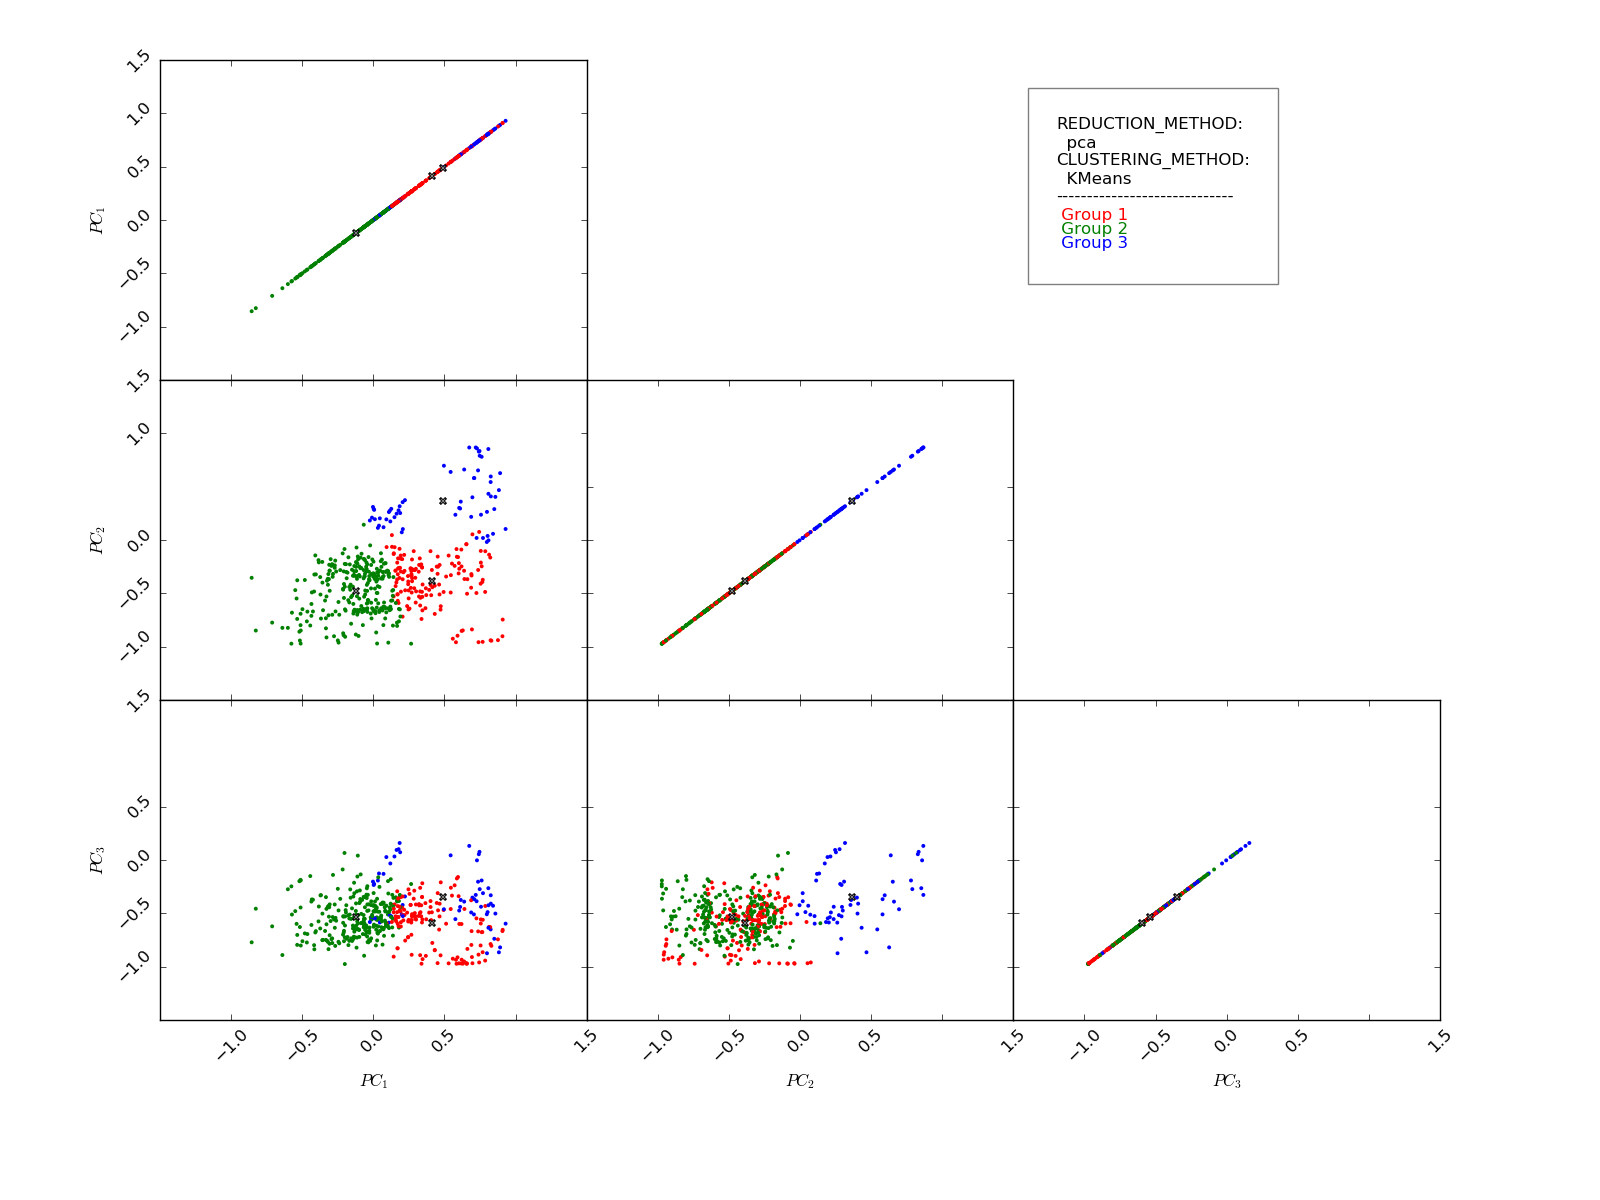 1.5
1.0
0.5
0.0
−0.5
−1.0
PC1
REDUCTION_METHOD:
pca
CLUSTERING_METHOD:
KMeans
------------------------------
Group 1
Group 2
Group 3
1.5
1.0
0.0
−0.5
−1.0
PC2
1.5
0.5
0.0
−0.5
−1.0
PC3
−1.0 −0.5 0.0 0.5 1.5 −1.0 −0.5 0.0 0.5 1.5 −1.0 −0.5 0.0 0.5 1.5
PC1 PC2 PC3